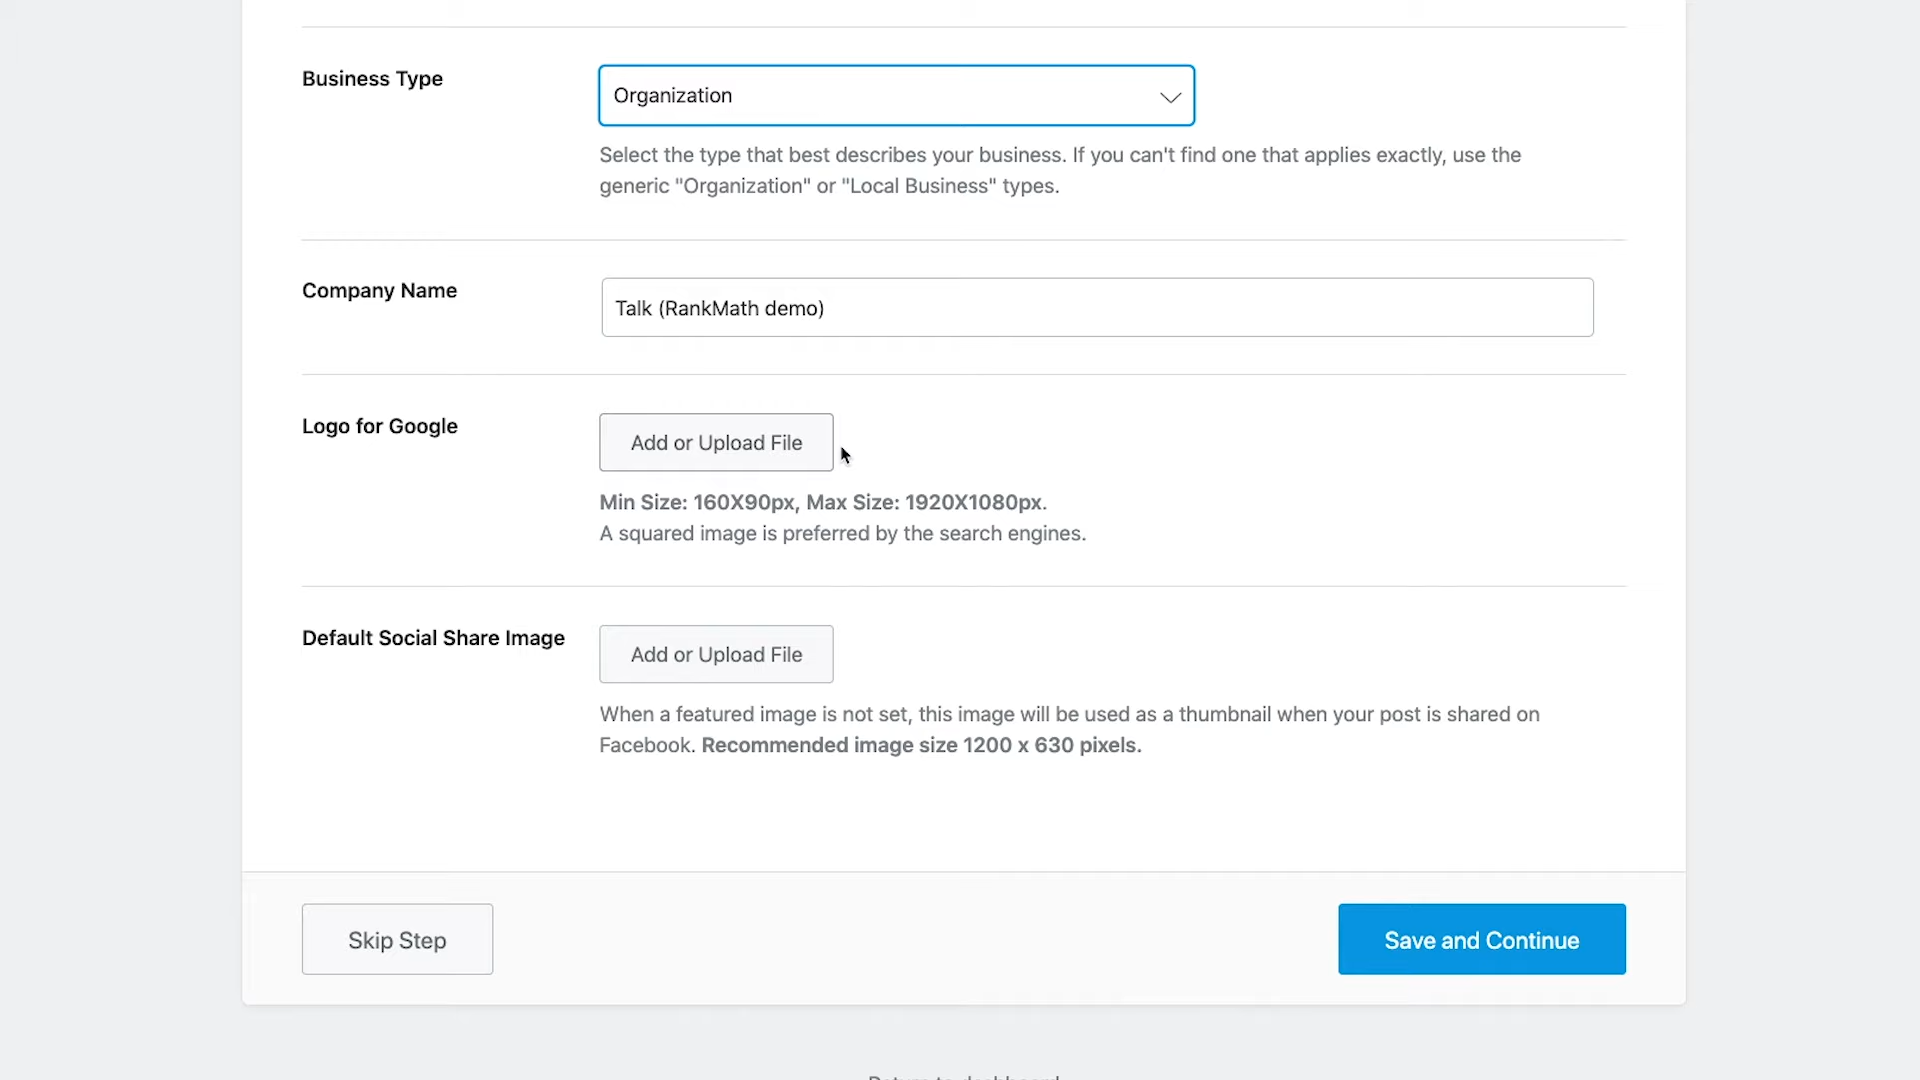 Business Type
Organization
Select the type that best describes your business. If you can't find one that applies exactly, use the
generic "Organization" or "Local Business" types.
Company Name
Talk (RankMath demo)
Logo for Google
Add or Upload File
Min Size: 160X90px, Max Size: 1920X1080px.
A squared image is preferred by the search engines.
Default Social Share Image
Add or Upload File
When a featured image is not set, this image will be used as a thumbnail when your post is shared on
Facebook. Recommended image size 1200 x 630 pixels.
Skip Step
Save and Continue
Return to dashboard